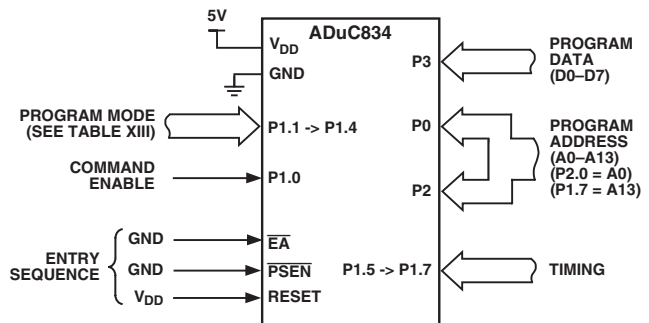 5V
ADuC834
VDD
GND
P3
PROGRAM
DATA
(D0–D7)
PROGRAM MODE
(SEE TABLE XIII)
P1.1 -> P1.4
P0
PROGRAM
ADDRESS
(A0–A13)
(P2.0 = A0)
(P1.7 = A13)
COMMAND
ENABLE
P1.0
P2
ENTRY
SEQUENCE
GND
EA
GND
PSEN
P1.5 -> P1.7
TIMING
VDD
RESET